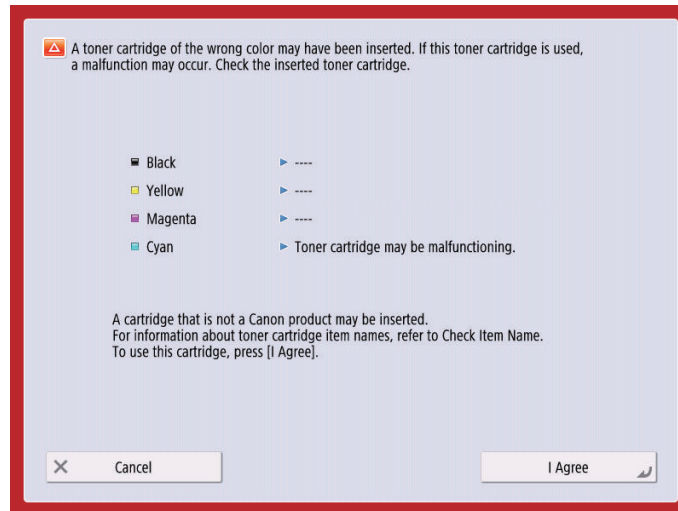 A toner cartridge of the wrong color may have been inserted. If this toner cartridge is used,
a malfunction may occur. Check the inserted toner cartridge.
Black ----
Yellow ----
Magenta ----
Cyan Toner cartridge may be malfunctioning.
A cartridge that is not a Canon product may be inserted.
For information about toner cartridge item names, refer to Check Item Name.
To use this cartridge, press [I Agree].
Cancel
I Agree